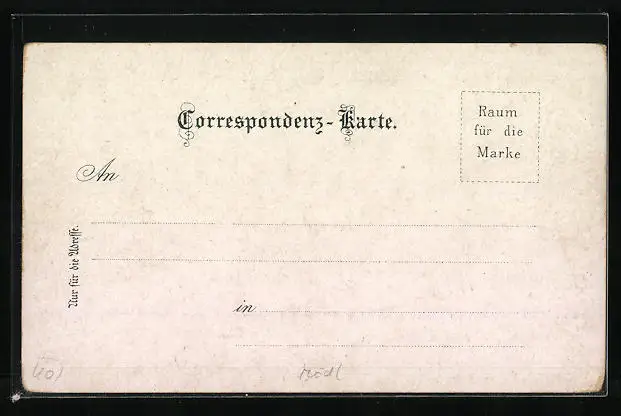 Correspondenz-Karte.
Raum
für die
Marke
An
Nur für die Adresse.
in